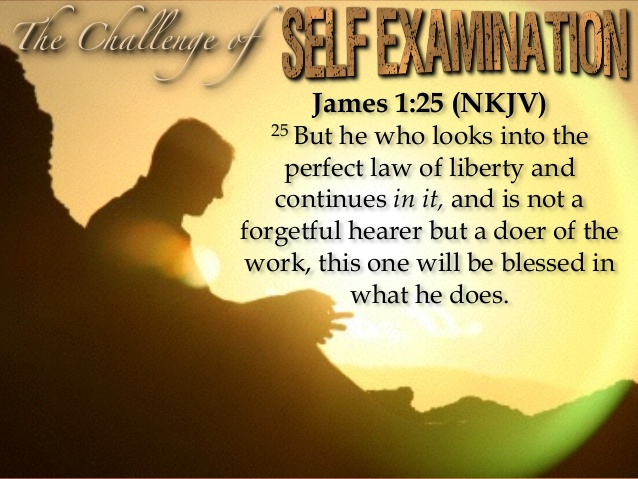 The Challenge of SELF EXAMINATION
James 1:25 (NKJV)
25 But he who looks into the
perfect law of liberty and
continues in it, and is not a
forgetful hearer but a doer of the
work, this one will be blessed in
what he does.